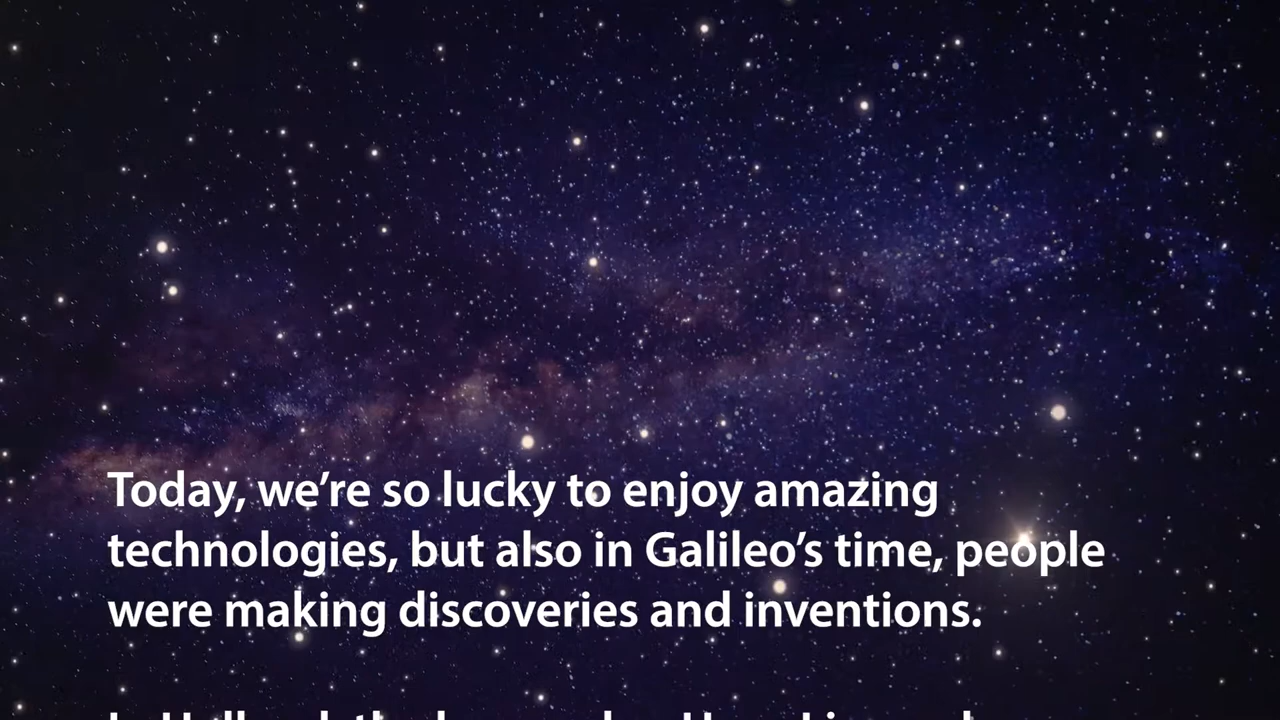 Today, we’re so lucky to enjoy amazing
technologies, but also in Galileo’s time, people
were making discoveries and inventions.